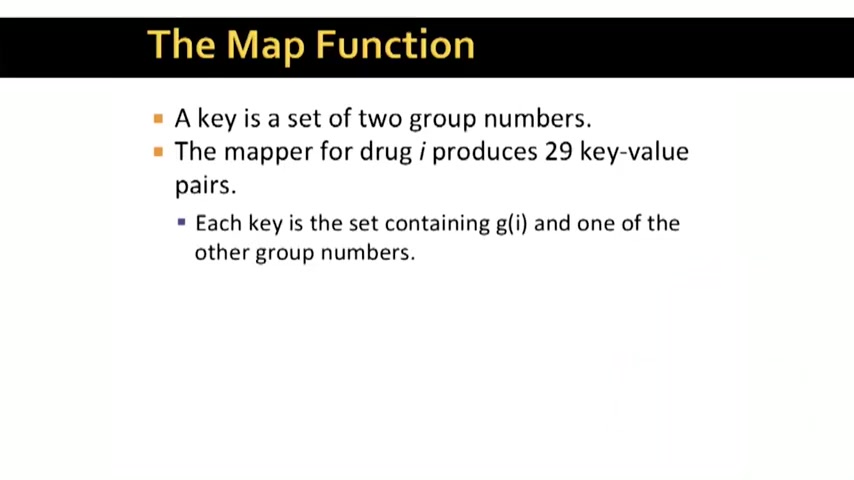 The Map Function
A key is a set of two group numbers.
The mapper for drug i produces 29 key-value
pairs.
Each key is the set containing g(i) and one of the
other group numbers.